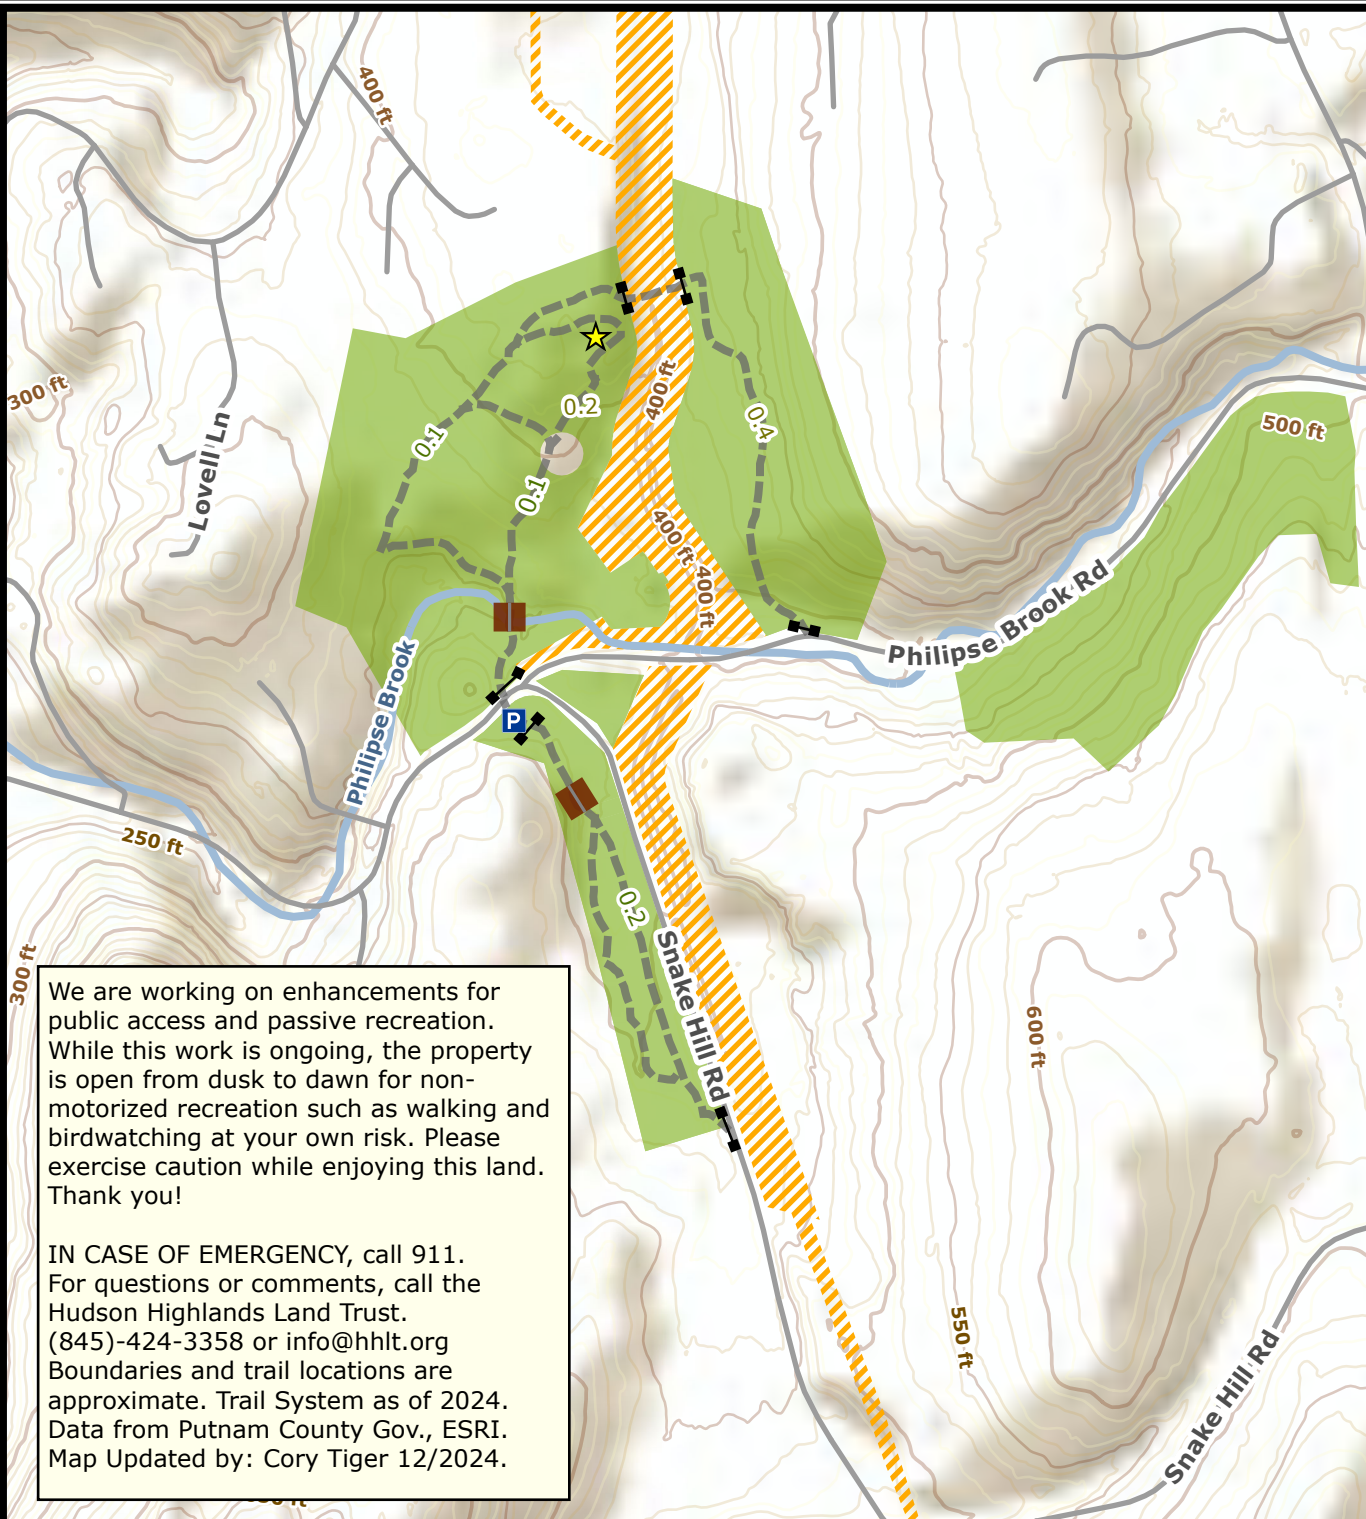 400 ft
300 ft
Lovell Ln
0.1
0.2
0.1
400 ft
0.4
400 ft
400 ft
500 ft
Philipse Brook Rd
Philipse Brook
P
250 ft
300 ft
0.2
Snake Hill Rd
600 ft
550 ft
Snake Hill Rd
We are working on enhancements for
public access and passive recreation.
While this work is ongoing, the property
is open from dusk to dawn for non-
motorized recreation such as walking and
birdwatching at your own risk. Please
exercise caution while enjoying this land.
Thank you!
IN CASE OF EMERGENCY, call 911.
For questions or comments, call the
Hudson Highlands Land Trust.
(845)-424-3358 or info@hhlt.org
Boundaries and trail locations are
approximate. Trail System as of 2024.
Data from Putnam County Gov., ESRI.
Map Updated by: Cory Tiger 12/2024.
ft